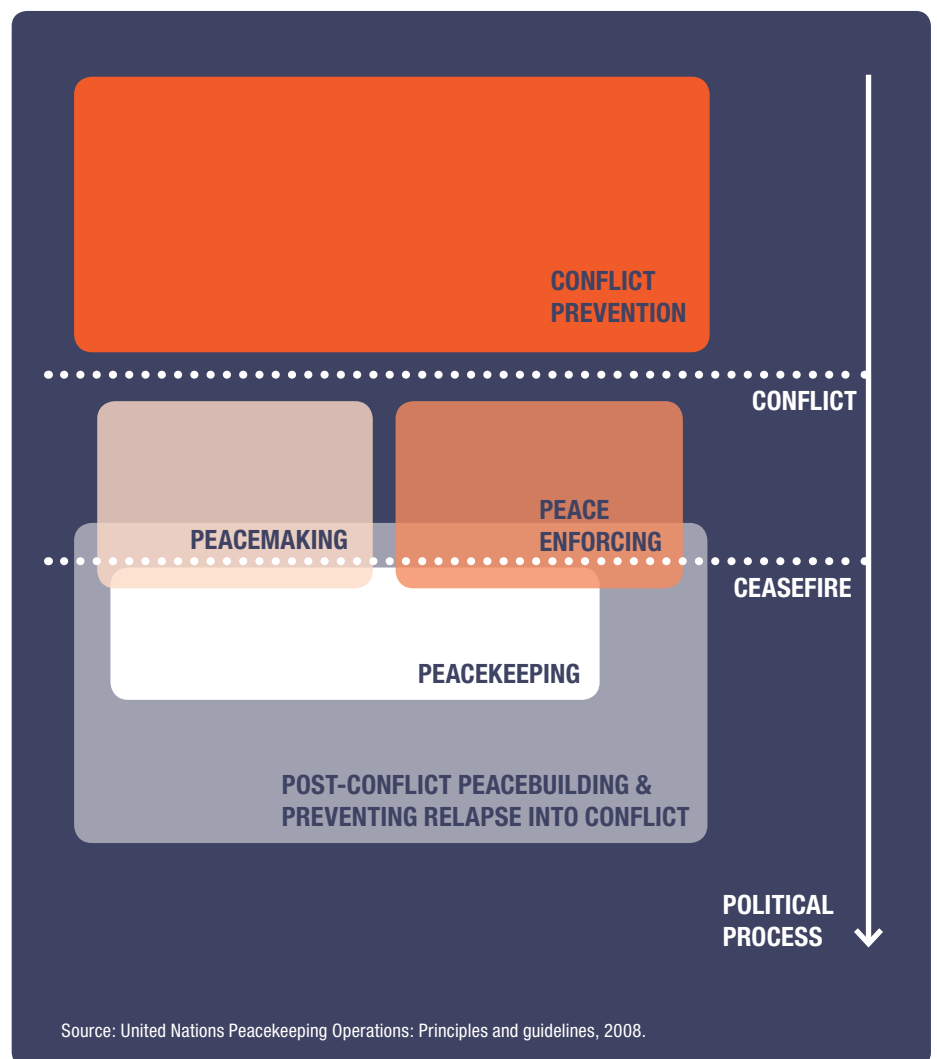 CONFLICT
PREVENTION
CONFLICT
PEACEMAKING
PEACE
ENFORCING
CEASEFIRE
PEACEKEEPING
POST-CONFLICT PEACEBUILDING &
PREVENTING RELAPSE INTO CONFLICT
POLITICAL
PROCESS
Source: United Nations Peacekeeping Operations: Principles and guidelines, 2008.